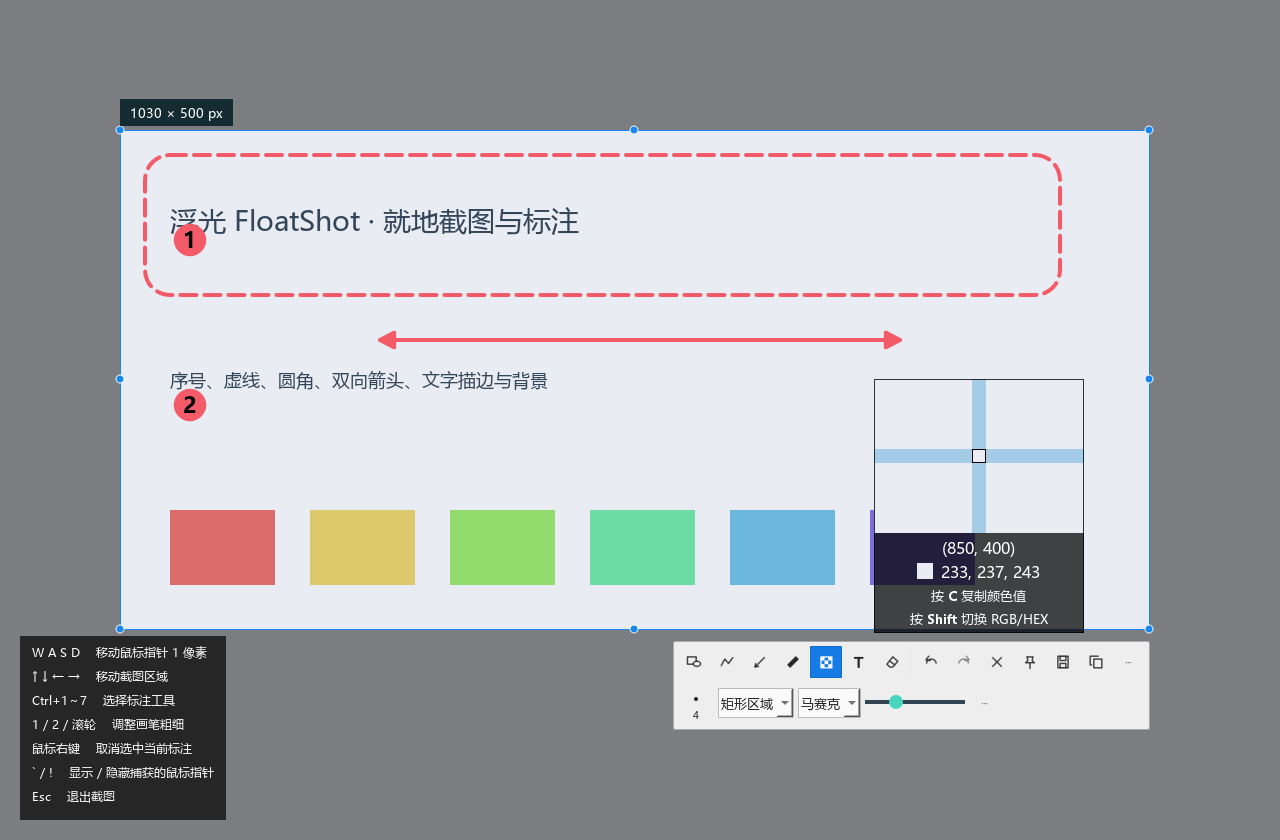 1030 × 500 px
浮光 FloatShot · 就地截图与标注
1
序号、虚线、圆角、双向箭头、文字描边与背景
2
(850, 400)
233, 237, 243
按 C 复制颜色值
按 Shift 切换 RGB/HEX
W A S D 移动鼠标指针 1 像素
↑ ↓ ← → 移动截图区域
Ctrl+1 ~ 7 选择标注工具
1 / 2 / 滚轮 调整画笔粗细
鼠标右键 取消选中当前标注
` / ! 显示 / 隐藏捕获的鼠标指针
Esc 退出截图
T
4 矩形区域 马赛克